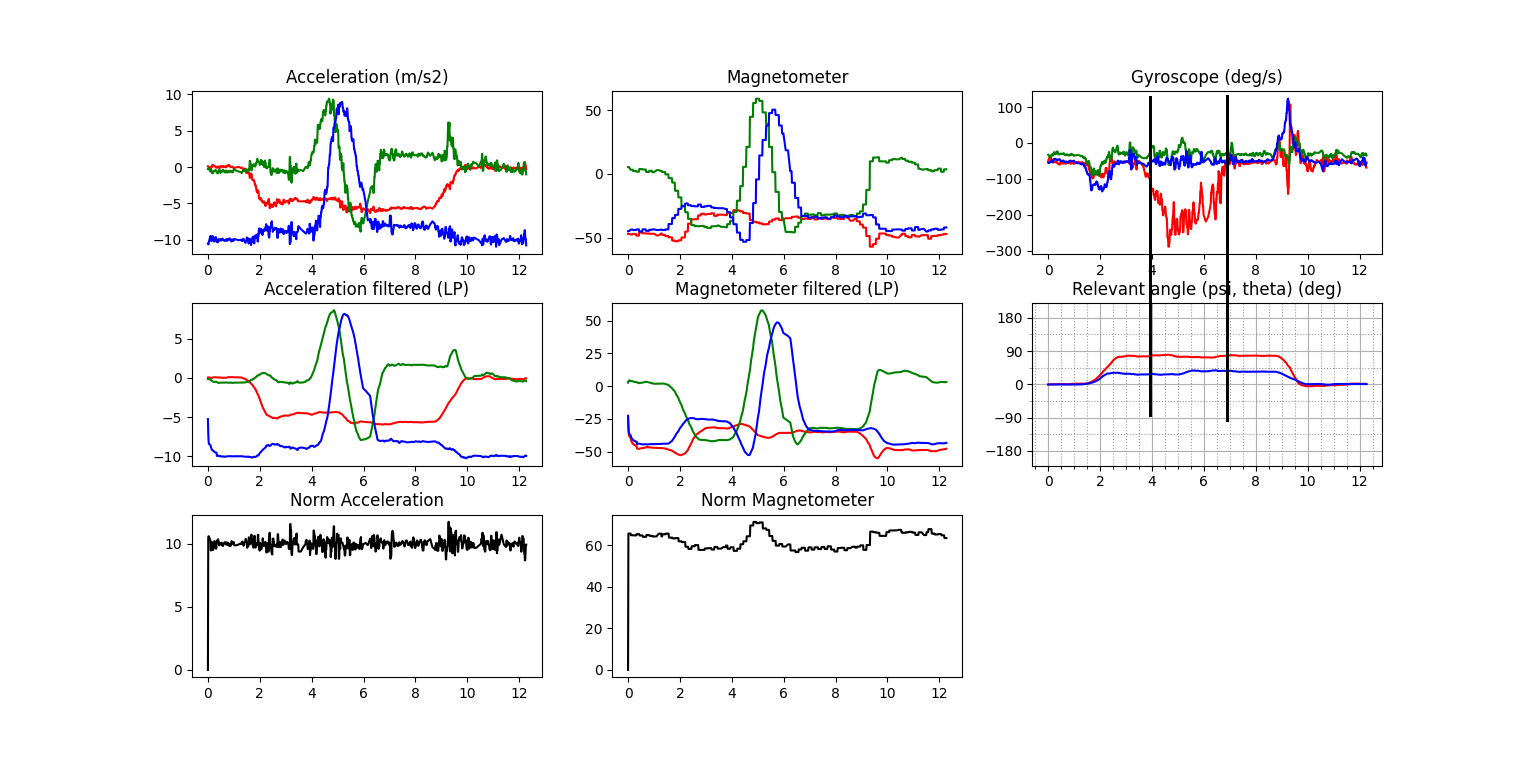 Acceleration (m/s2)
10
5
0
−5
−10
0 2 4 6 8 10 12
Magnetometer
50
0
−50
0 2 4 6 8 10 12
Gyroscope (deg/s)
100
0
−100
−200
−300
0 2 4 6 8 10 12
Acceleration filtered (LP)
5
0
−5
−10
0 2 4 6 8 10 12
Magnetometer filtered (LP)
50
25
0
−25
−50
0 2 4 6 8 10 12
Relevant angle (psi, theta) (deg)
180
90
0
−90
−180
0 2 4 6 8 10 12
Norm Acceleration
10
5
0
0 2 4 6 8 10 12
Norm Magnetometer
60
40
20
0
0 2 4 6 8 10 12